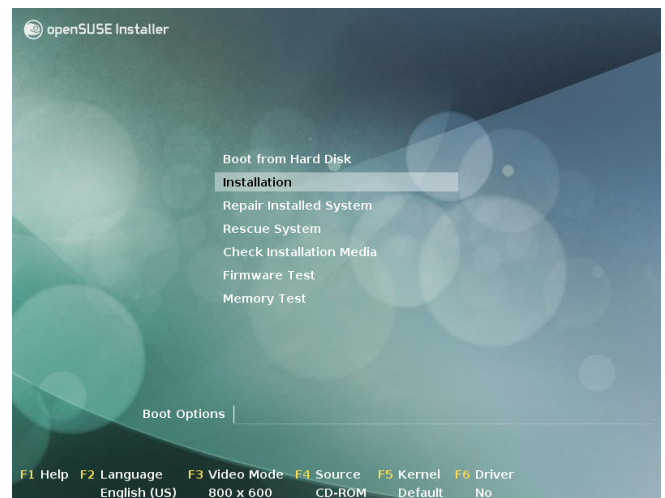 openSUSE Installer
Boot from Hard Disk
Installation
Repair Installed System
Rescue System
Check Installation Media
Firmware Test
Memory Test
Boot Options
F1 Help F2 Language F3 Video Mode F4 Source F5 Kernel F6 Driver
English (US) 800 x 600 CD-ROM Default No